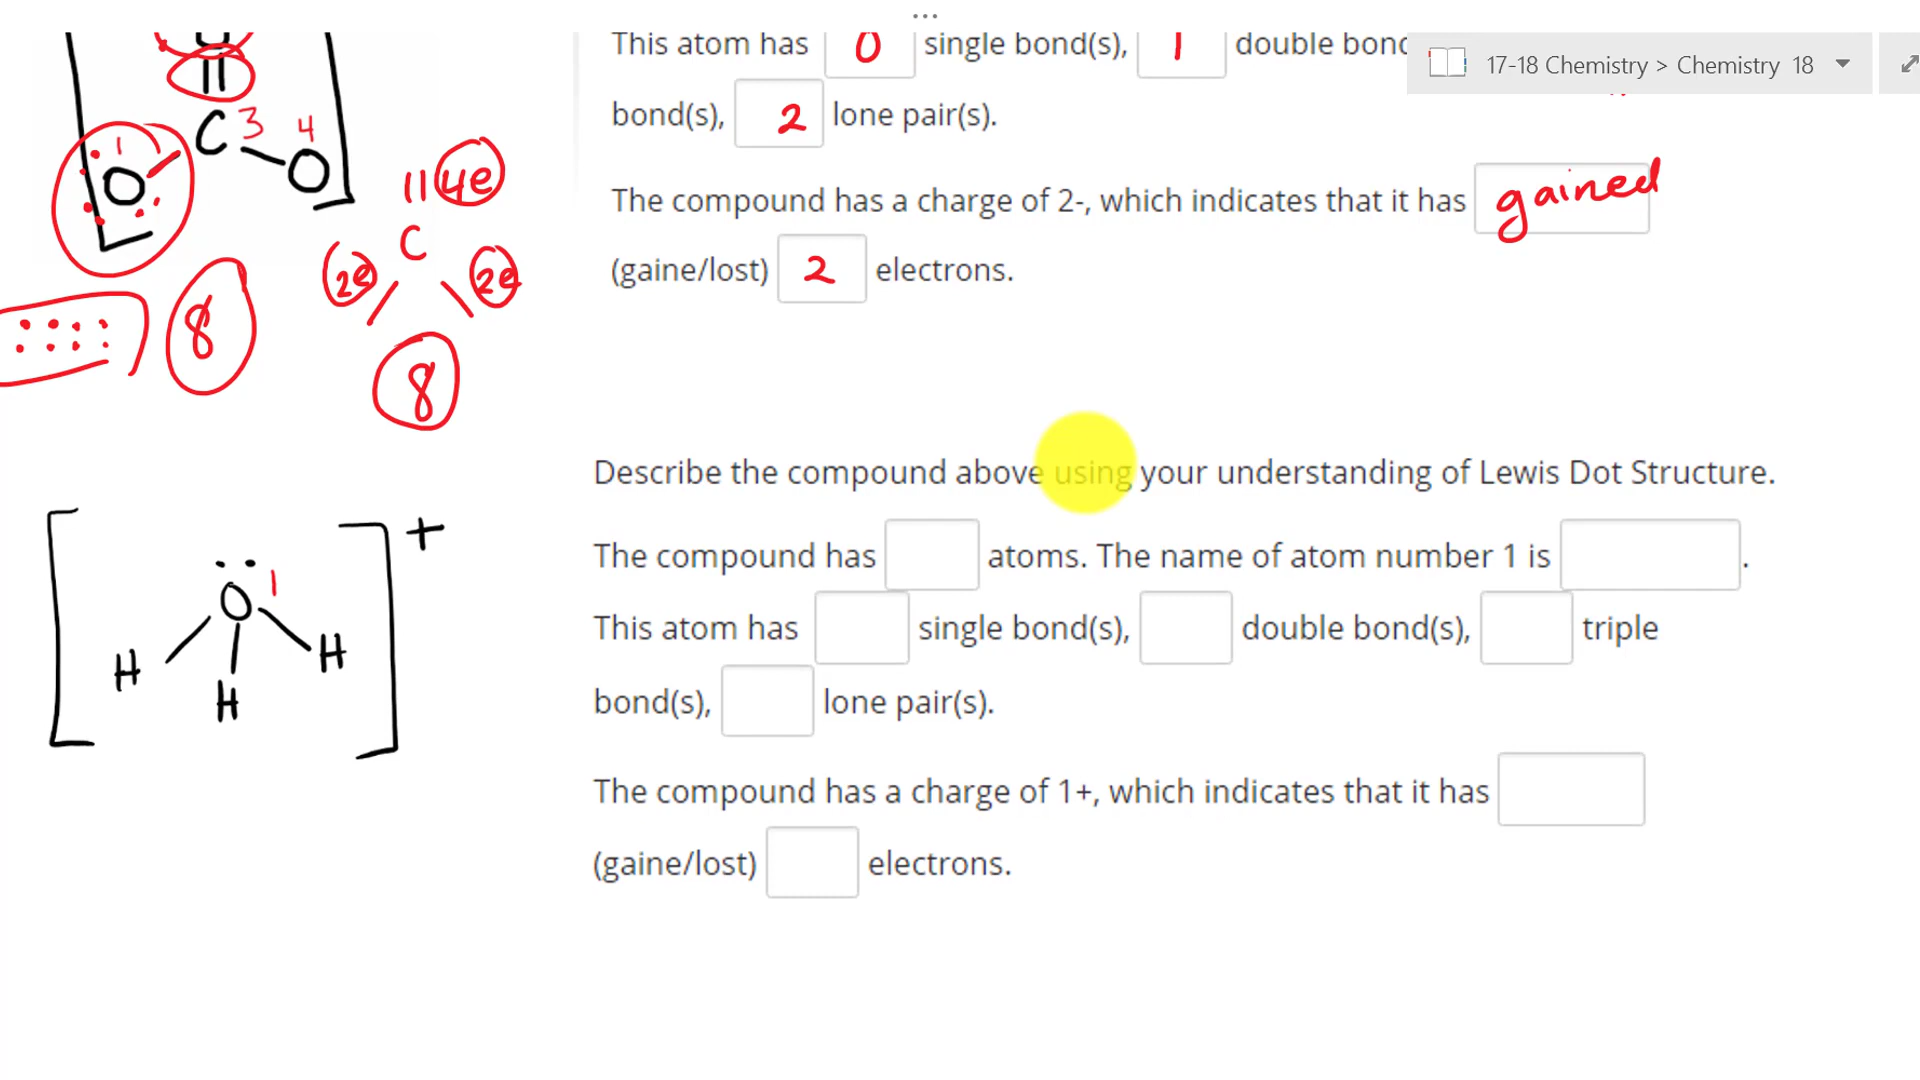 ...
17-18 Chemistry > Chemistry 18
This atom has 0 single bond(s), 1 double bond
bond(s), 2 lone pair(s).
The compound has a charge of 2-, which indicates that it has gained
(gaine/lost) 2 electrons.
C 3 4
1 O O
114e
C
2e 2e
8
8
Describe the compound above using your understanding of Lewis Dot Structure.
The compound has atoms. The name of atom number 1 is .
This atom has single bond(s), double bond(s), triple
bond(s), lone pair(s).
The compound has a charge of 1+, which indicates that it has
(gaine/lost) electrons.
+
O 1
H H
H